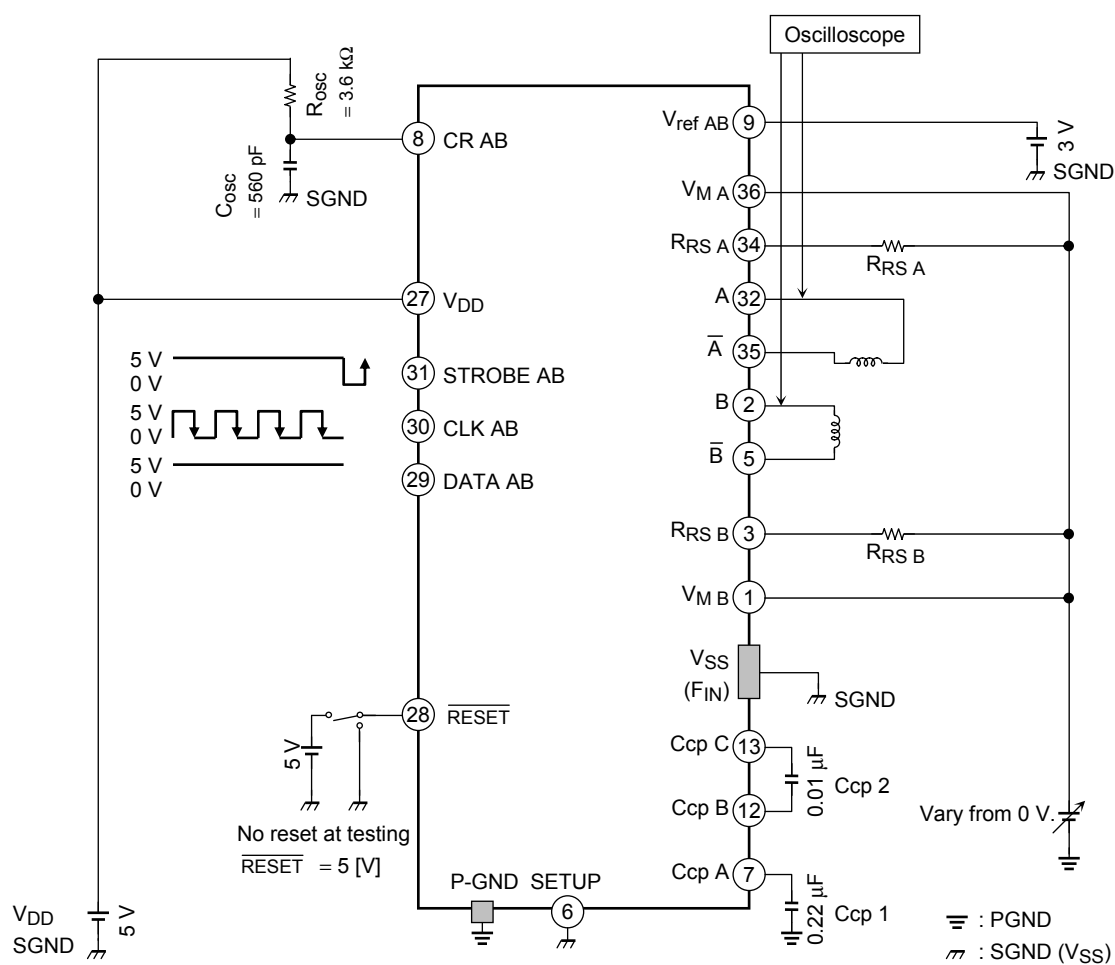 Oscilloscope
Rosc
= 3.6 kΩ
Cosc
= 560 pF
SGND
8 CR AB
Vref AB 9
3 V
SGND
VM A 36
RRS A 34
RRS A
A 32
27 VDD
A 35
5 V
0 V
31 STROBE AB
B 2
5 V
0 V
30 CLK AB
B 5
5 V
0 V
29 DATA AB
RRS B 3
RRS B
VM B 1
VSS
(FIN)
SGND
28 RESET
5 V
No reset at testing
RESET = 5 [V]
Ccp C 13
0.01 μF
Ccp 2
Ccp B 12
Vary from 0 V.
Ccp A 7
0.22 μF
Ccp 1
P-GND SETUP
6
VDD
SGND
5 V
: PGND
: SGND (VSS)